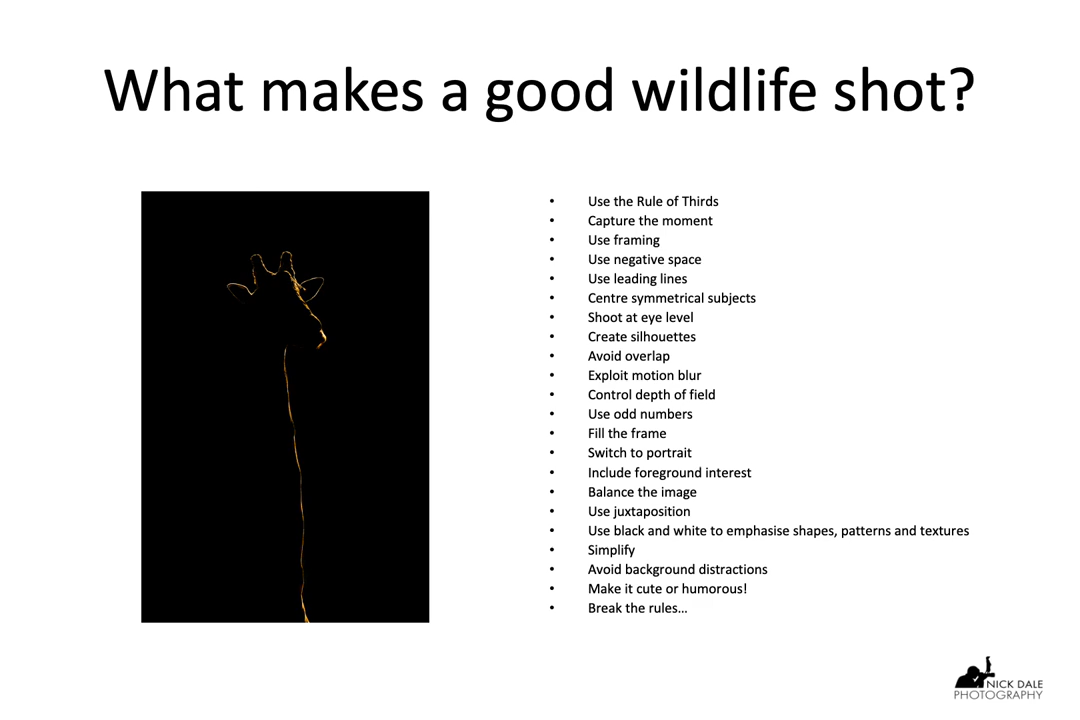 What makes a good wildlife shot?
• Use the Rule of Thirds
• Capture the moment
• Use framing
• Use negative space
• Use leading lines
• Centre symmetrical subjects
• Shoot at eye level
• Create silhouettes
• Avoid overlap
• Exploit motion blur
• Control depth of field
• Use odd numbers
• Fill the frame
• Switch to portrait
• Include foreground interest
• Balance the image
• Use juxtaposition
• Use black and white to emphasise shapes, patterns and textures
• Simplify
• Avoid background distractions
• Make it cute or humorous!
• Break the rules…
NICK DALE
PHOTOGRAPHY